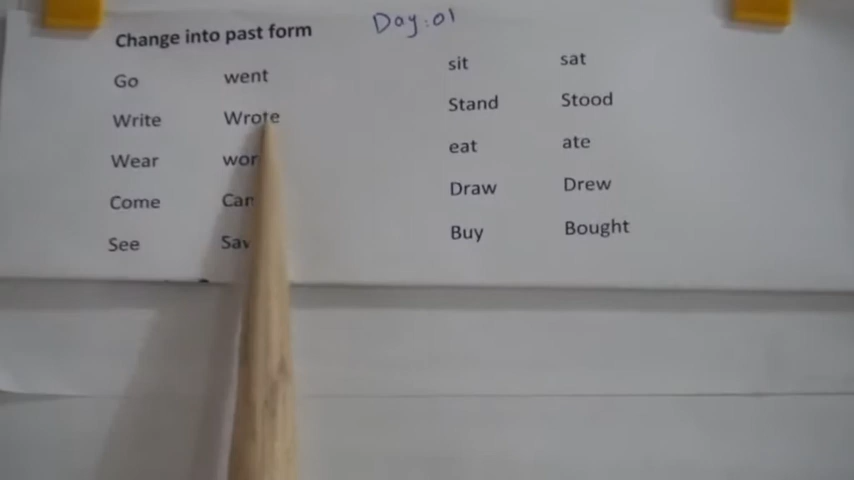 Change into past form Day:01
Go went sit sat
Write Wrote Stand Stood
Wear eat ate
Come Draw Drew
See Buy Bought